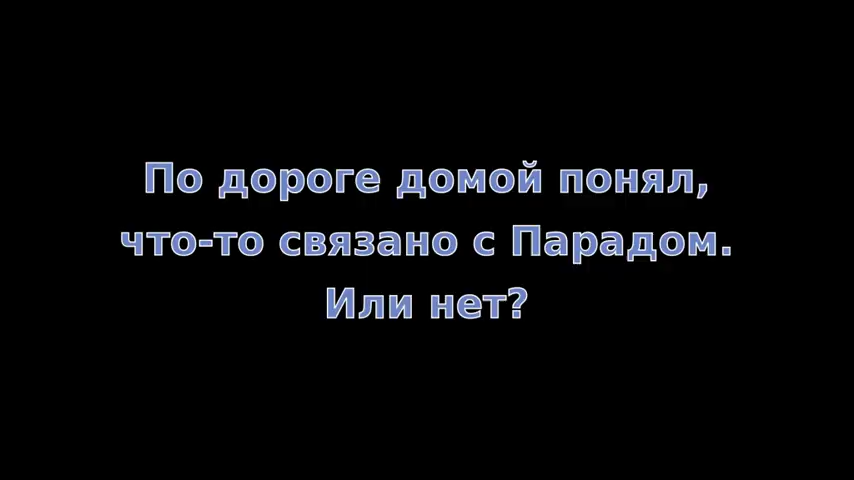 По дороге домой понял,
что-то связано с Парадом.
Или нет?